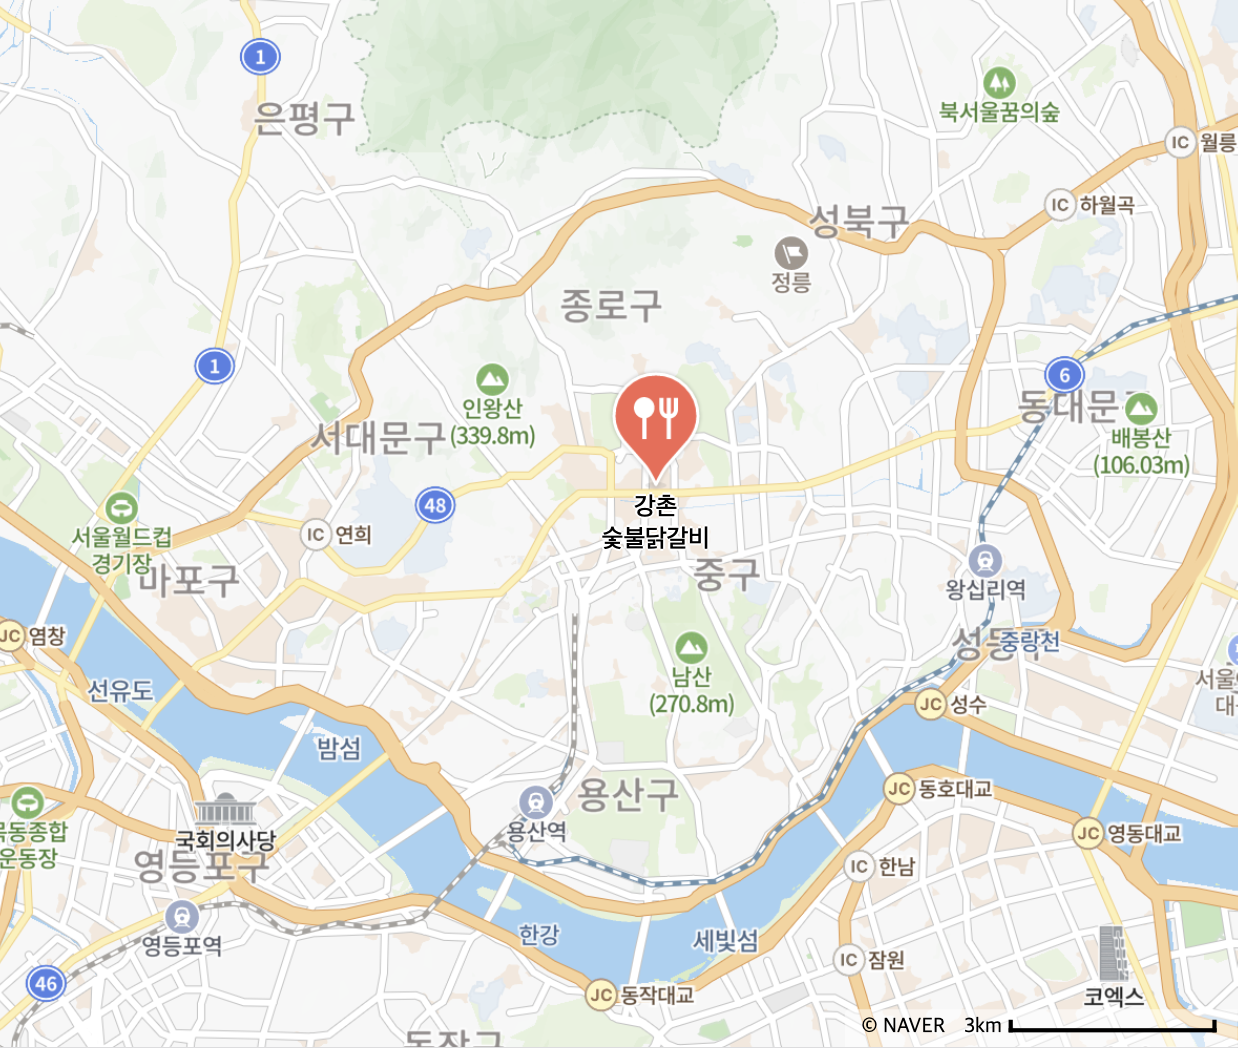 1
은평구
북서울꿈의숲
IC 월릉
IC 하월곡
성북구
정릉
종로구
1
6
동대문구
인왕산
(339.8m)
배봉산
(106.03m)
서대문구
48
강촌
숯불닭갈비
서울월드컵
경기장
IC 연희
마포구
중구
왕십리역
JC 염창
성동구
중랑천
선유도
남산
(270.8m)
JC 성수
밤섬
용산구
JC 동호대교
용산역
국회의사당
목동종합
운동장
영등포구
JC 영동대교
IC 한남
영등포역
한강
세빛섬
IC 잠원
46
JC 동작대교
코엑스
동작구
© NAVER 3km